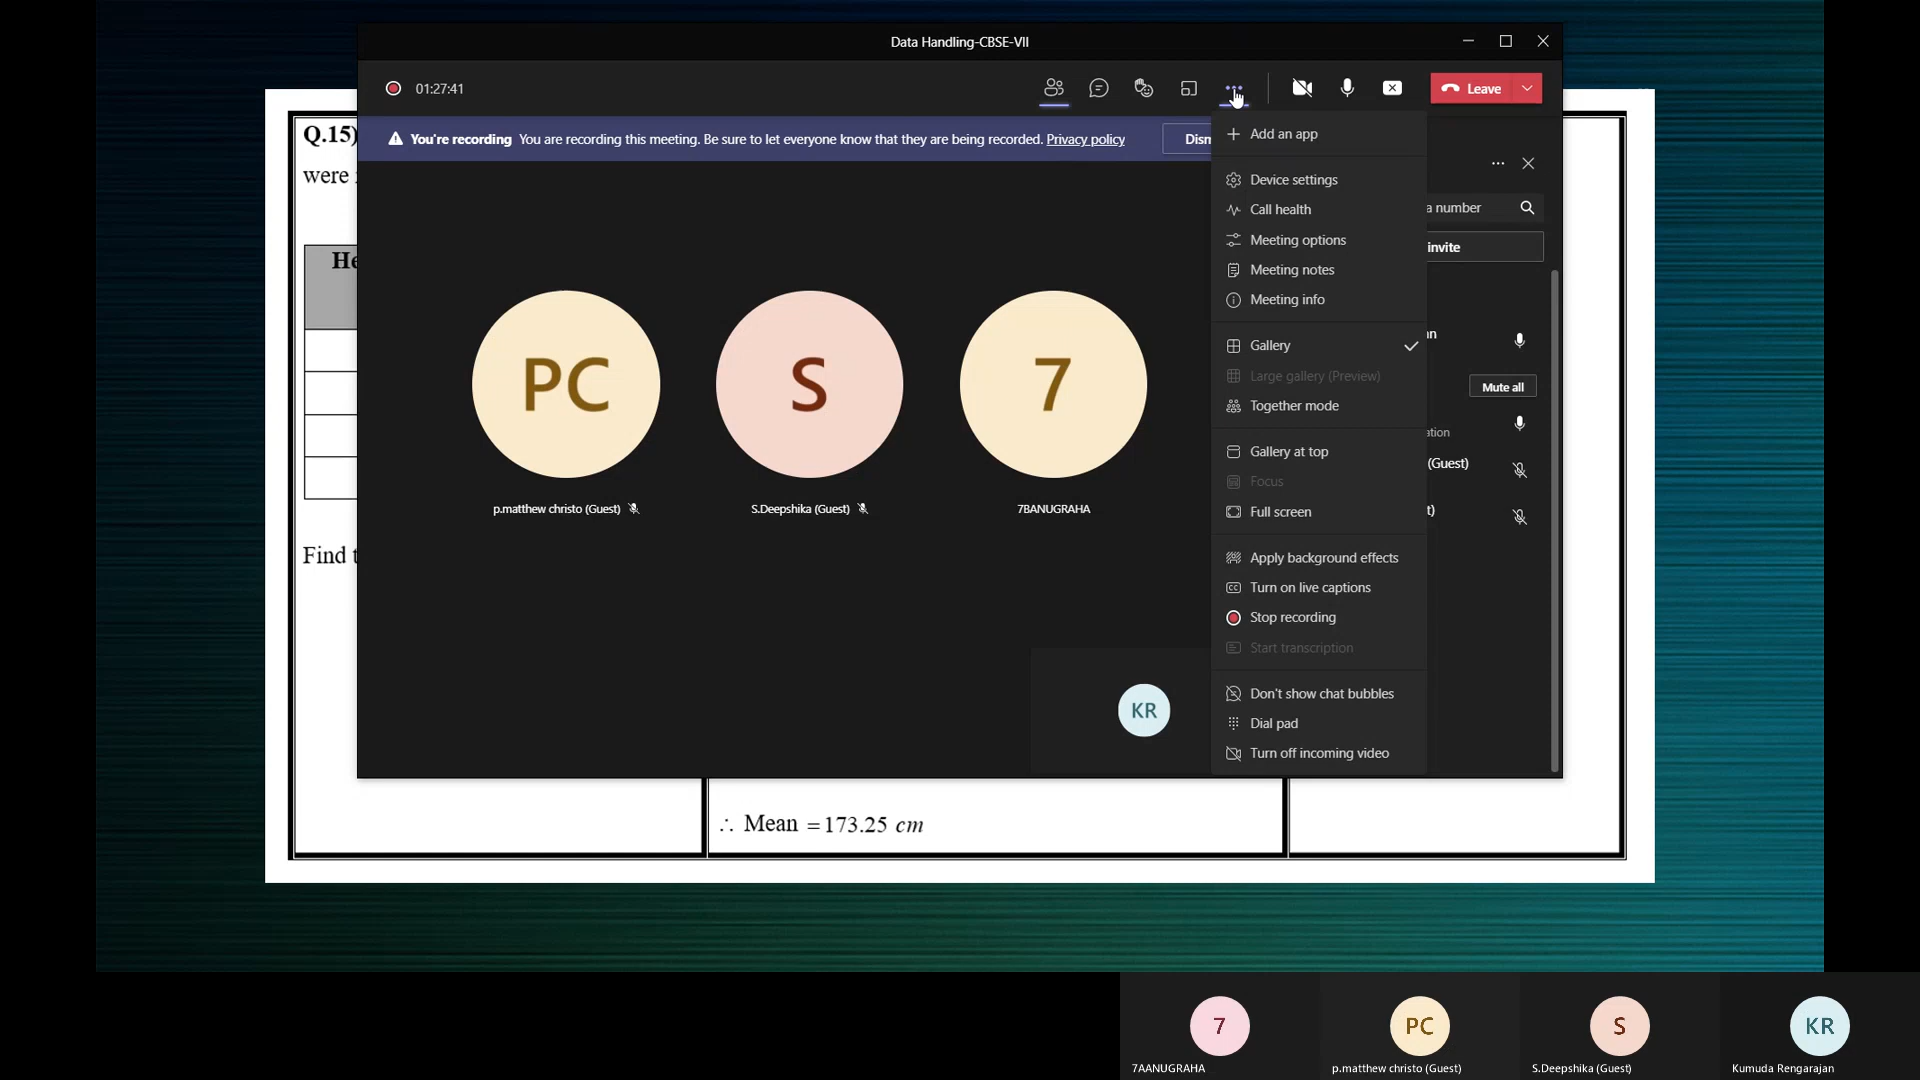 Data Handling-CBSE-VII
01:27:41
Leave
You're recording You are recording this meeting. Be sure to let everyone know that they are being recorded. Privacy policy
Q.15)
were
He
Find t
PC
p.matthew christo (Guest)
S
S.Deepshika (Guest)
7
7BANUGRAHA
KR
Add an app
Device settings
Call health
Meeting options
Meeting notes
Meeting info
Gallery
Large gallery (Preview)
Together mode
Gallery at top
Focus
Full screen
Apply background effects
Turn on live captions
Stop recording
Start transcription
Don't show chat bubbles
Dial pad
Turn off incoming video
a number
invite
Mute all
(Guest)
∴ Mean = 173.25 cm
7
7AANUGRAHA
PC
p.matthew christo (Guest)
S
S.Deepshika (Guest)
KR
Kumuda Rengarajan